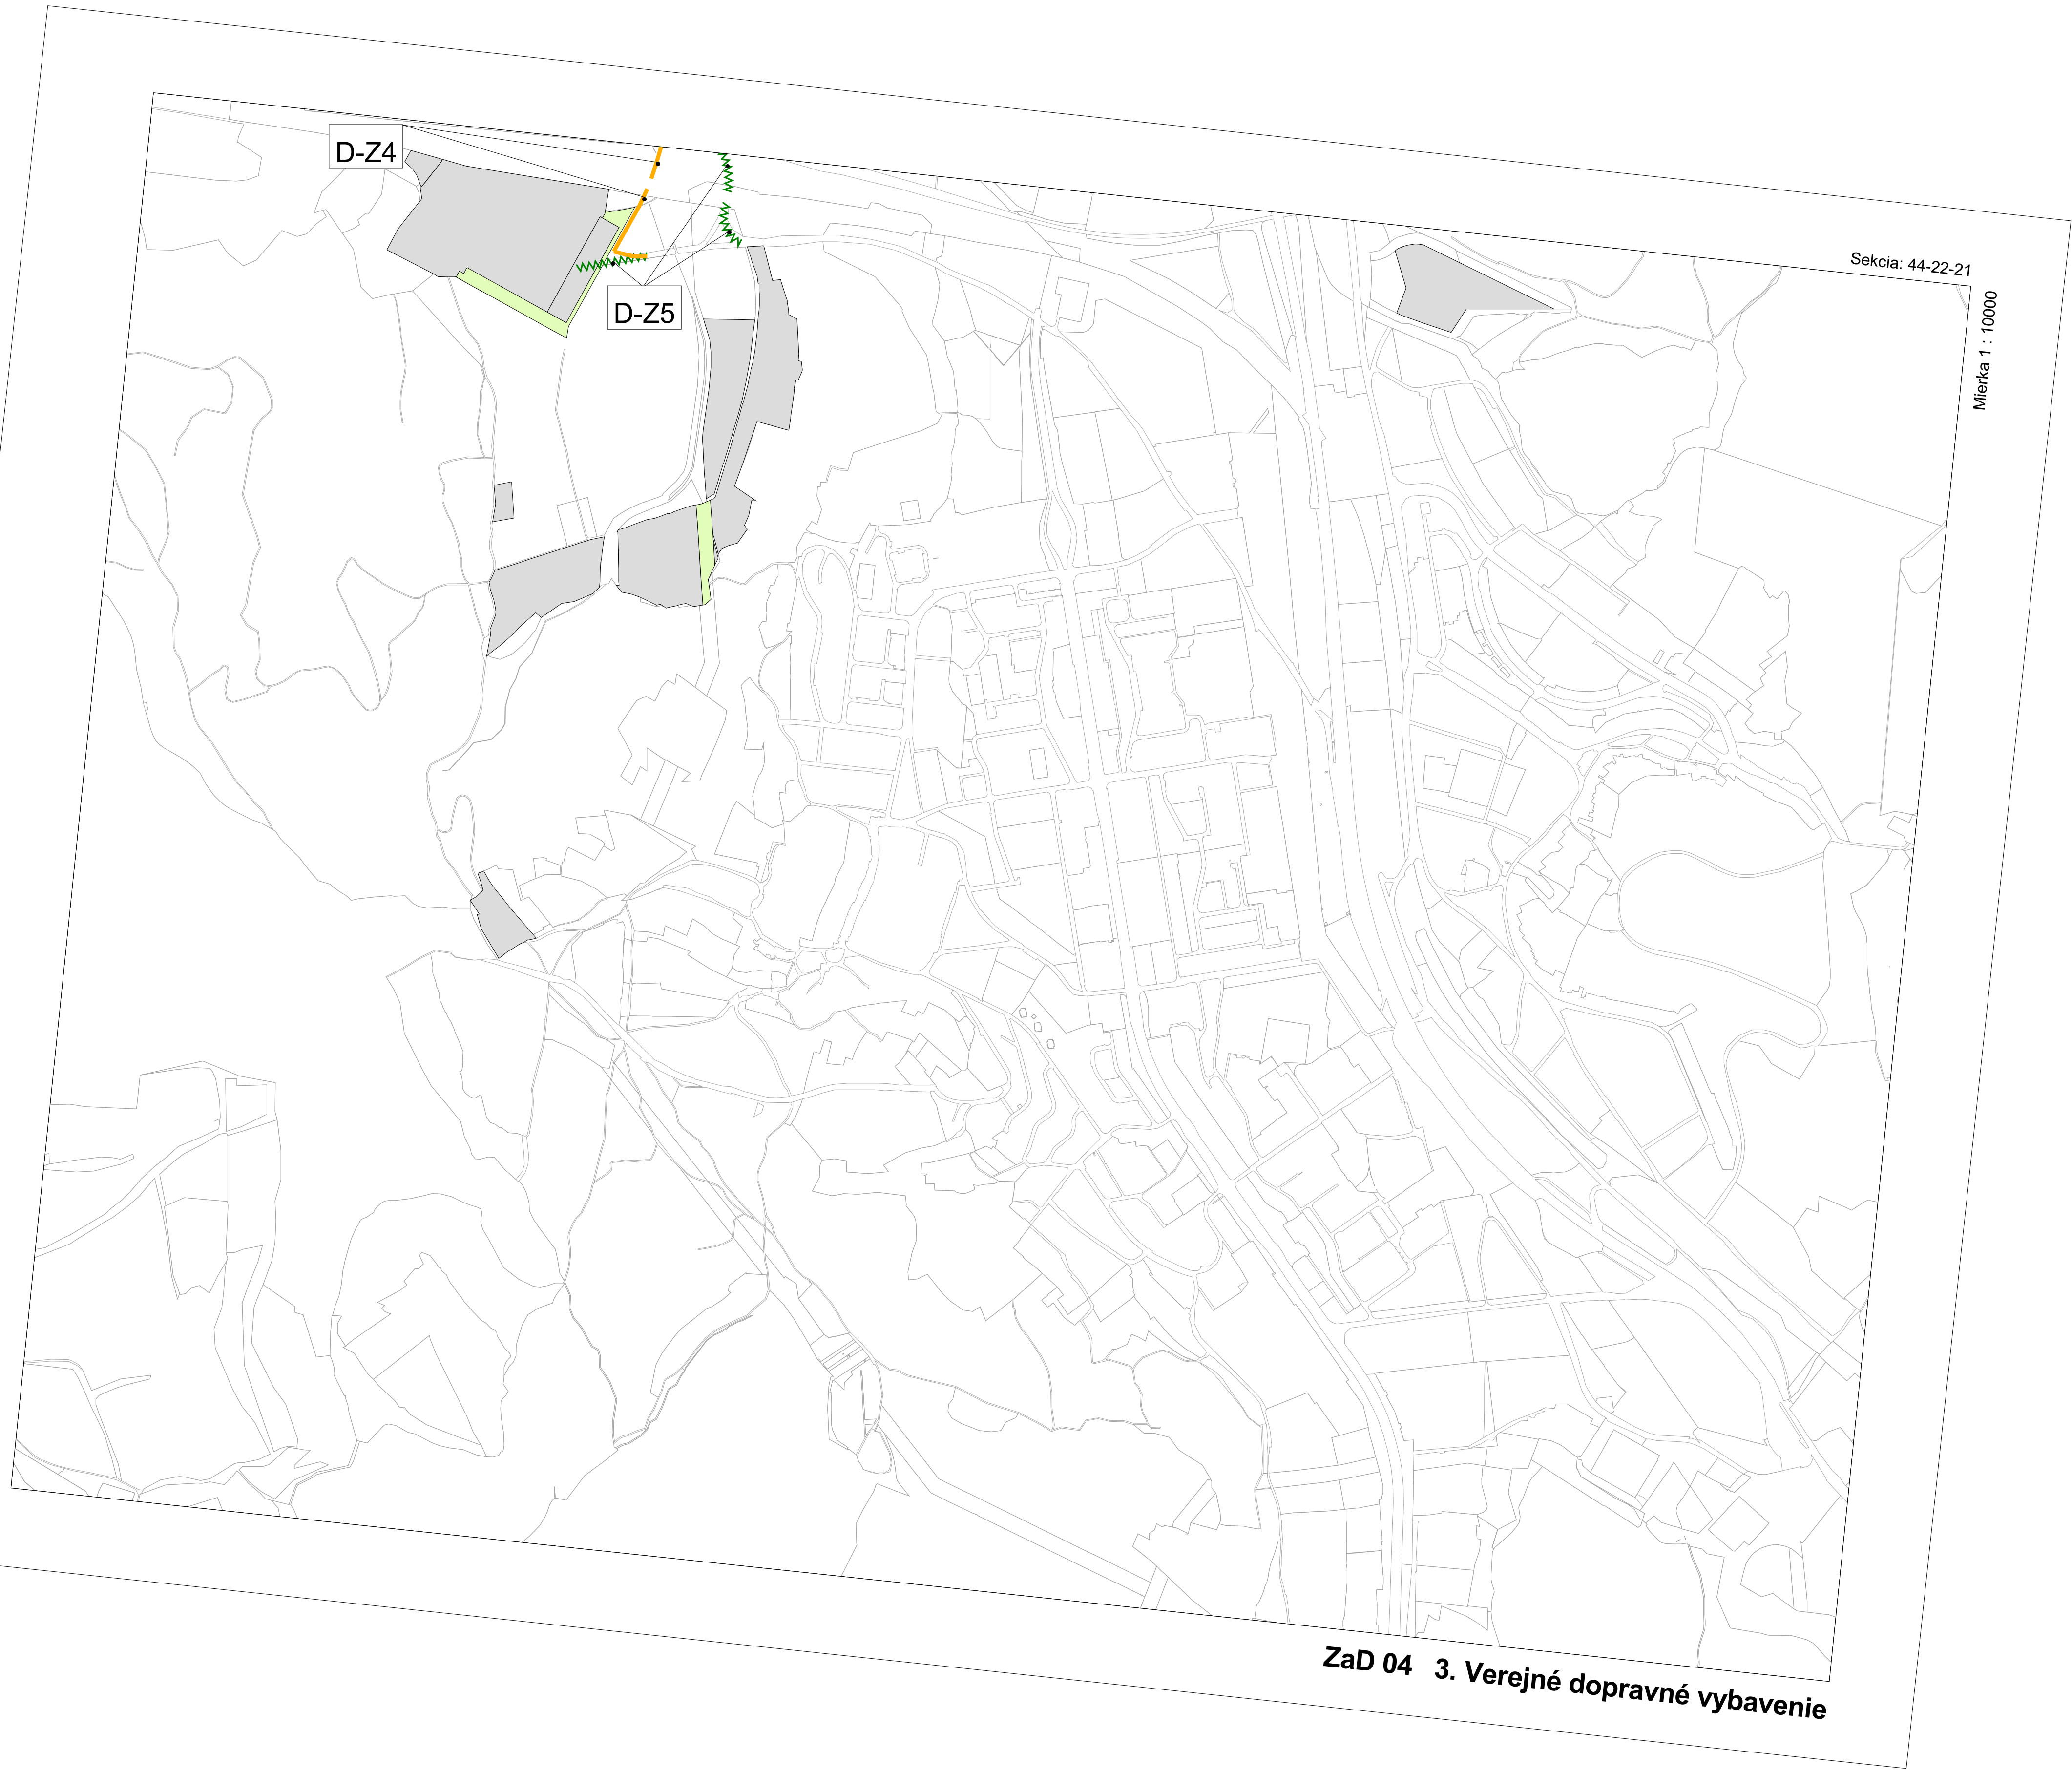 D-Z4
D-Z5
Sekcia: 44-22-21
Mierka 1 : 10000
ZaD 04 3. Verejné dopravné vybavenie